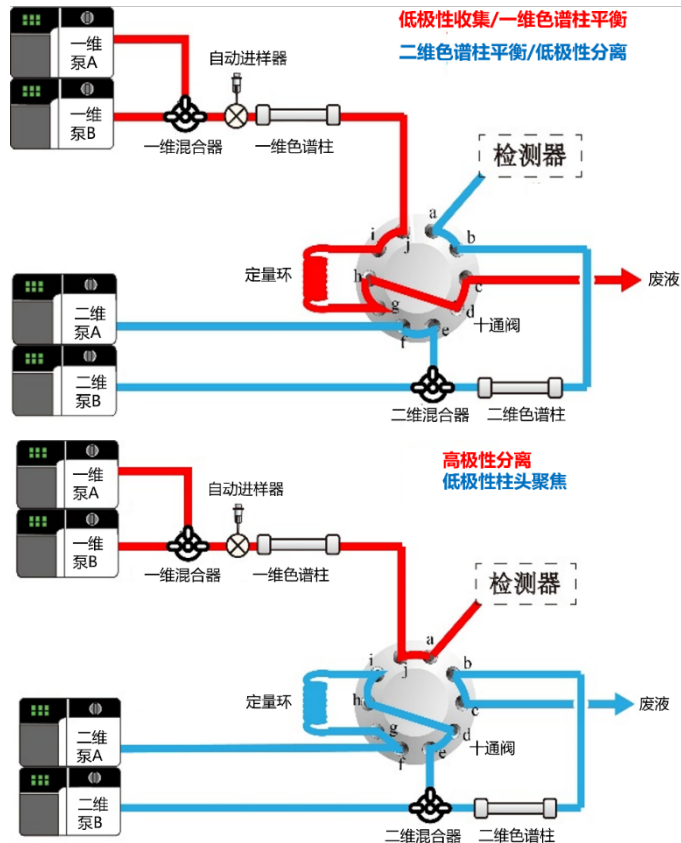 低极性收集/一维色谱柱平衡
二维色谱柱平衡/低极性分离
一维
泵A
自动进样器
一维
泵B
一维混合器
一维色谱柱
检测器
a
b
i
j
定量环
h
c
废液
g
d
十通阀
f
e
二维
泵A
二维
泵B
二维混合器
二维色谱柱
高极性分离
低极性柱头聚焦
一维
泵A
自动进样器
一维
泵B
一维混合器
一维色谱柱
检测器
a
j
b
i
定量环
h
c
废液
g
d
十通阀
f
e
二维
泵A
二维
泵B
二维混合器
二维色谱柱